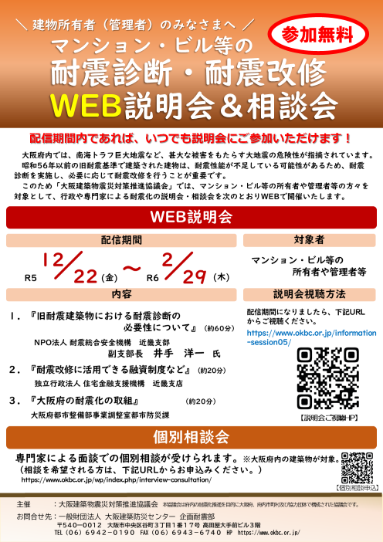 ＼ 建物所有者（管理者）のみなさまへ ／
参加無料
マンション・ビル等の
耐震診断・耐震改修
WEB説明会＆相談会
配信期間内であれば、いつでも説明会にご参加いただけます！
大阪府内では、南海トラフ巨大地震など、甚大な被害をもたらす大地震の危険性が指摘されています。
昭和56年以前の旧耐震基準で建築された建物は、耐震性能が不足している可能性があるため、耐震
診断を実施し、必要に応じて耐震改修を行うことが重要です。
このため「大阪建築物震災対策推進協議会」では、マンション・ビル等の所有者や管理者等の方々を
対象として、行政や専門家による耐震化の説明会・相談会を次のとおりWEBで開催いたします。
WEB説明会
配信期間
R5 12/22(金) ～ R6 2/29(木)
対象者
マンション・ビル等の
所有者や管理者等
内容
１．『旧耐震建築物における耐震診断の
必要性について』（約60分）
NPO法人 耐震総合安全機構 近畿支部
副支部長 井手 洋一 氏
２．『耐震改修に活用できる融資制度など』（約20分）
独立行政法人 住宅金融支援機構 近畿支店
３．『大阪府の耐震化の取組』 （約20分）
大阪府都市整備部事業調整室都市防災課
説明会視聴方法
配信期間になりましたら、下記URL
からご視聴ください。
https://www.okbc.or.jp/information
-session05/
【説明会ご視聴HP】
個別相談会
専門家による面談での個別相談が受けられます。※大阪府内の建築物が対象。
（相談を希望される方は、下記URLからお申込みください。）
https://www.okbc.or.jp/wp/index.php/interview-consultation/
【個別相談申込】
主催 ：大阪建築物震災対策推進協議会
お問合せ先：一般財団法人 大阪建築防災センター 企画耐震部
〒540－0012 大阪市中央区谷町３丁目１番１７号 高田屋大手前ビル３階
TEL (06) 6942－0190 FAX (06) 6943－6740 HP https://www.okbc.or.jp/